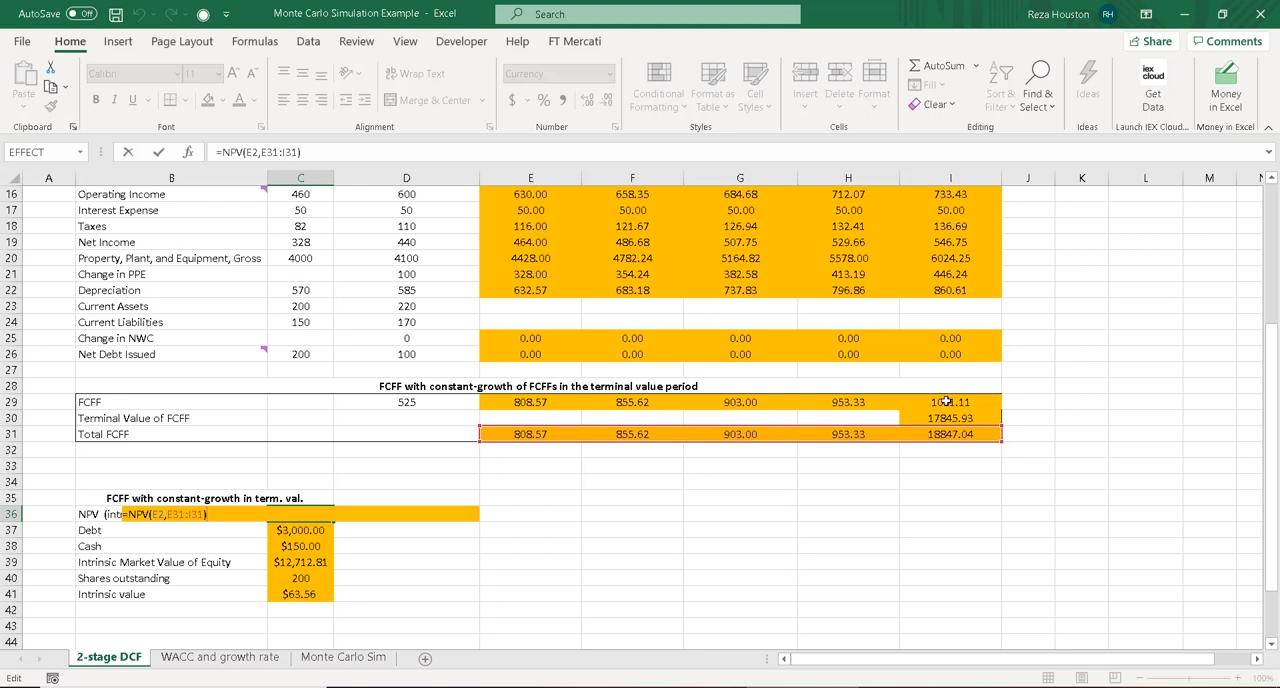 AutoSave Off Monte Carlo Simulation Example - Excel Search Reza Houston RH
File Home Insert Page Layout Formulas Data Review View Developer Help FT Mercati Share Comments
Paste Calibri 11 A A Wrap Text Currency Conditional Formatting Format as Table Cell Styles Insert Delete Format AutoSum Fill Clear Sort & Filter Find & Select Ideas iex cloud Get Data Money in Excel
B I U A Merge & Center $ %
Clipboard Font Alignment Number Styles Cells Editing Ideas Launch IEX Cloud... Money in Excel
EFFECT fx =NPV(E2,E31:I31)
A B C D E F G H I J K L M
16 Operating Income 460 600 630.00 658.35 684.68 712.07 733.43
17 Interest Expense 50 50 50.00 50.00 50.00 50.00 50.00
18 Taxes 82 110 116.00 121.67 126.94 132.41 136.69
19 Net Income 328 440 464.00 486.68 507.75 529.66 546.75
20 Property, Plant, and Equipment, Gross 4000 4100 4428.00 4782.24 5164.82 5578.00 6024.25
21 Change in PPE 100 328.00 354.24 382.58 413.19 446.24
22 Depreciation 570 585 632.57 683.18 737.83 796.86 860.61
23 Current Assets 200 220
24 Current Liabilities 150 170
25 Change in NWC 0 0.00 0.00 0.00 0.00 0.00
26 Net Debt Issued 200 100 0.00 0.00 0.00 0.00 0.00
27
28 FCFF with constant-growth of FCFFs in the terminal value period
29 FCFF 525 808.57 855.62 903.00 953.33
30 Terminal Value of FCFF 17845.93
31 Total FCFF 808.57 855.62 903.00 953.33 18847.04
32
33
34
35 FCFF with constant-growth in term. val.
36 NPV (int =NPV(E2,E31:I31)
37 Debt $3,000.00
38 Cash $150.00
39 Intrinsic Market Value of Equity $12,712.81
40 Shares outstanding 200
41 Intrinsic value $63.56
42
43
44
2-stage DCF WACC and growth rate Monte Carlo Sim
Edit 100%